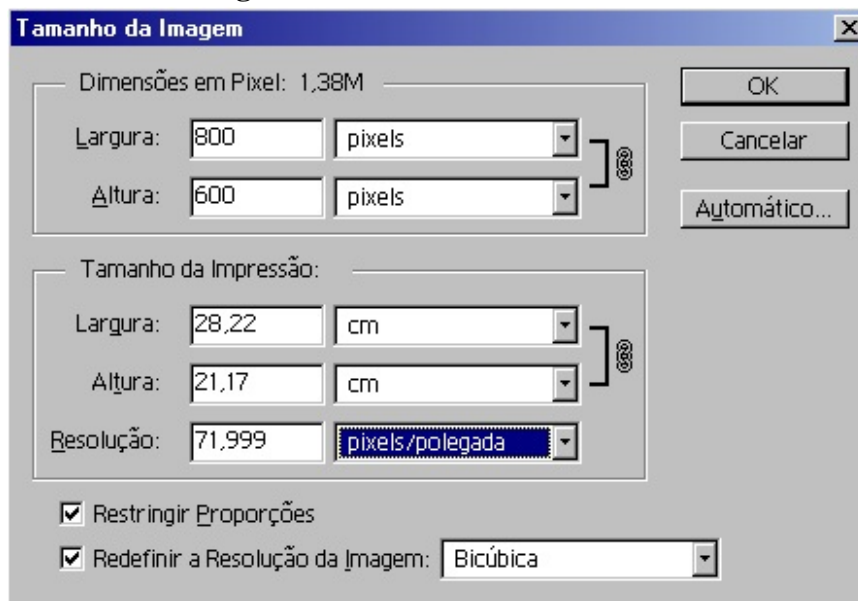 Tamanho da Imagem
Dimensões em Pixel: 1,38M
OK
Largura: 800 pixels
Cancelar
Altura: 600 pixels
Automático...
Tamanho da Impressão:
Largura: 28,22 cm
Altura: 21,17 cm
Resolução: 71,999 pixels/polegada
Restringir Proporções
Redefinir a Resolução da Imagem: Bicúbica